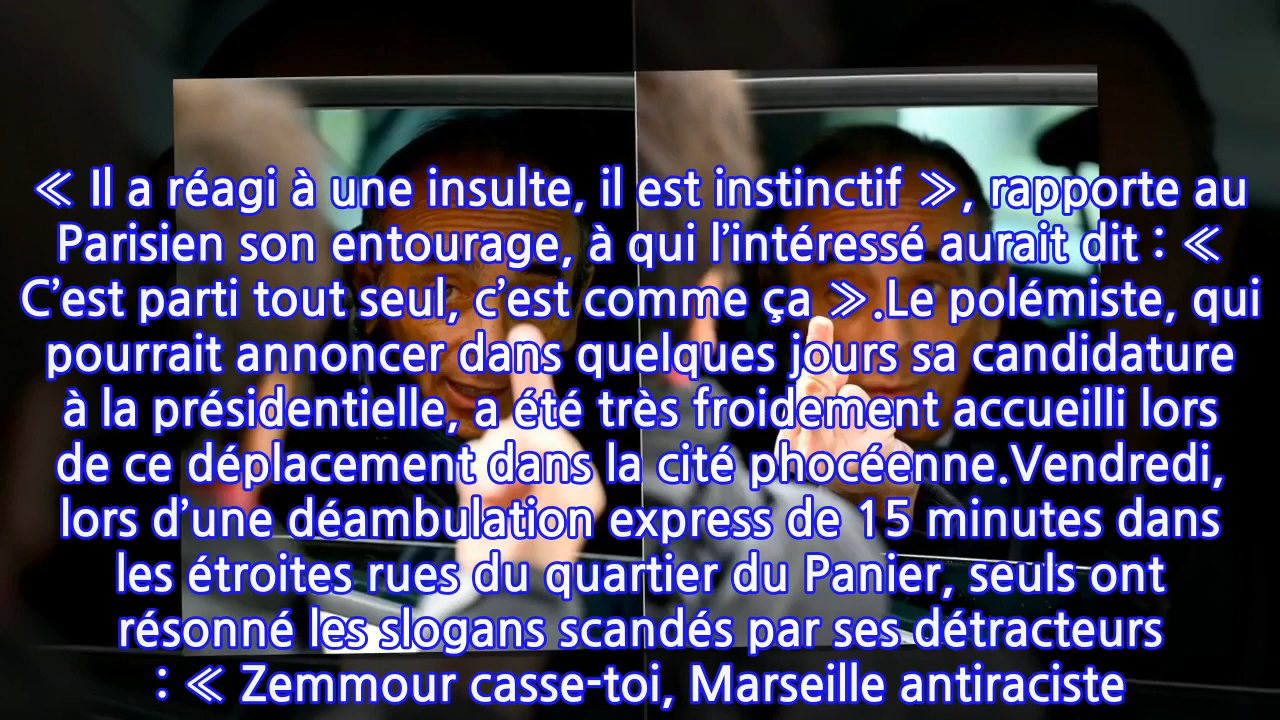 « Il a réagi à une insulte, il est instinctif », rapporte au
Parisien son entourage, à qui l’intéressé aurait dit : «
C’est parti tout seul, c’est comme ça ».Le polémiste, qui
pourrait annoncer dans quelques jours sa candidature
à la présidentielle, a été très froidement accueilli lors
de ce déplacement dans la cité phocéenne.Vendredi,
lors d’une déambulation express de 15 minutes dans
les étroites rues du quartier du Panier, seuls ont
résonné les slogans scandés par ses détracteurs
: « Zemmour casse-toi, Marseille antiraciste